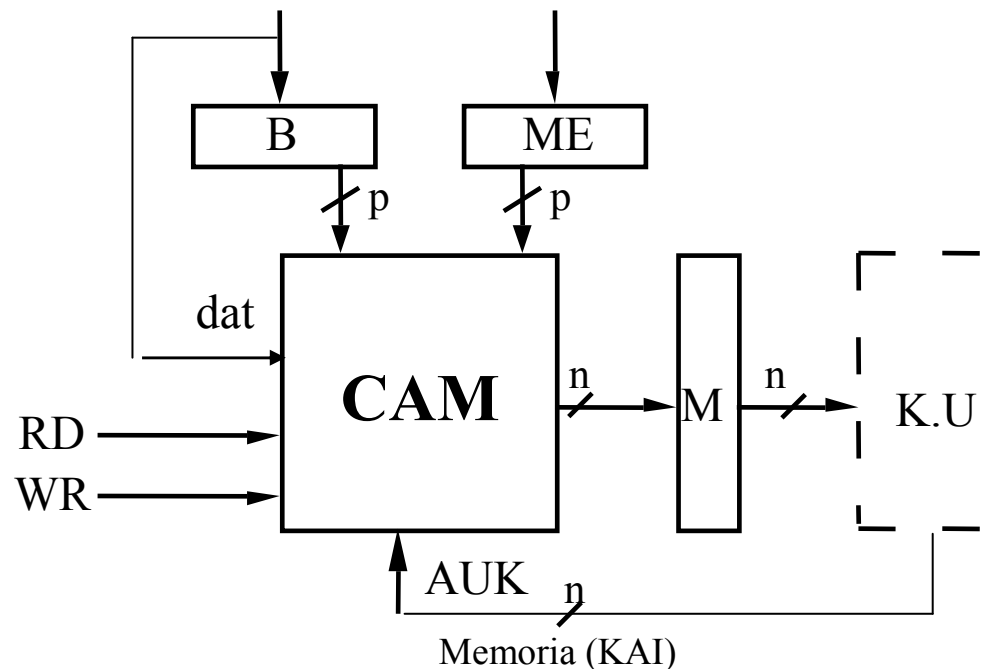 B ME
p p
dat
CAM
n
M
n
K.U
RD
WR
AUK
n
Memoria (KAI)